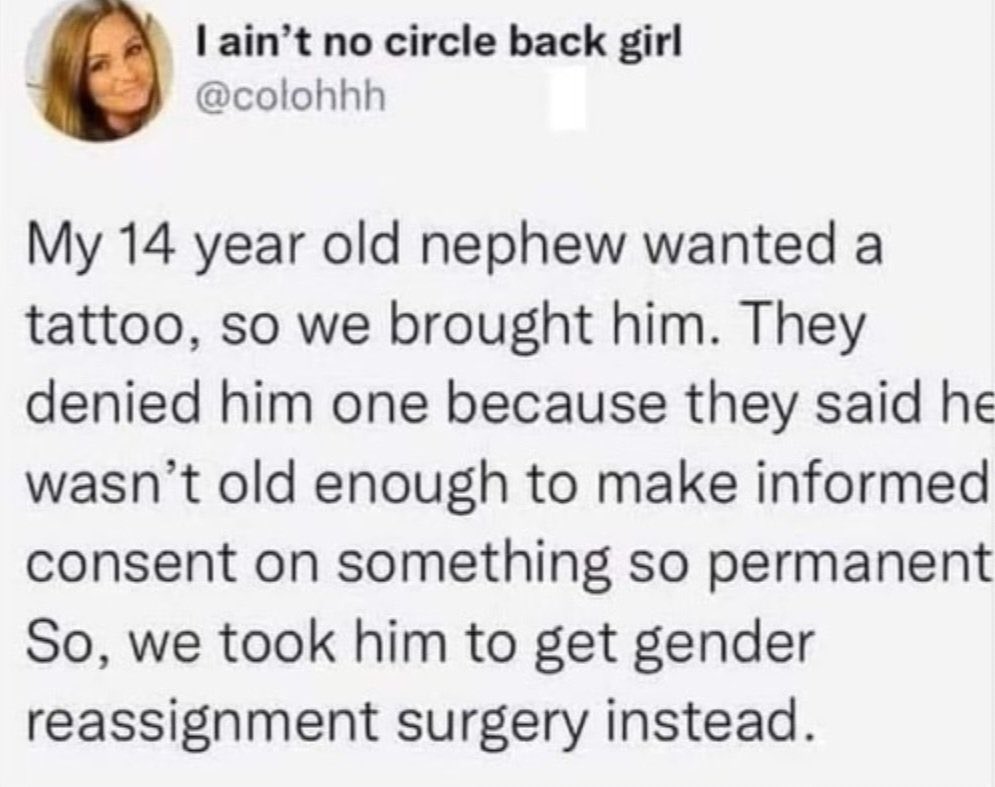 I ain't no circle back girl
@colohhh
My 14 year old nephew wanted a
tattoo, so we brought him. They
denied him one because they said he
wasn't old enough to make informed
consent on something so permanent
So, we took him to get gender
reassignment surgery instead.